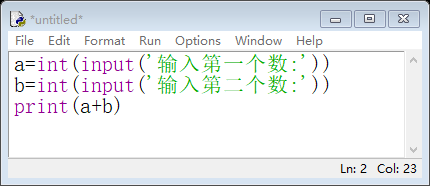 *untitled*
File Edit Format Run Options Window Help
a=int(input('输入第一个数:'))
b=int(input('输入第二个数:'))
print(a+b)
Ln: 2 Col: 23